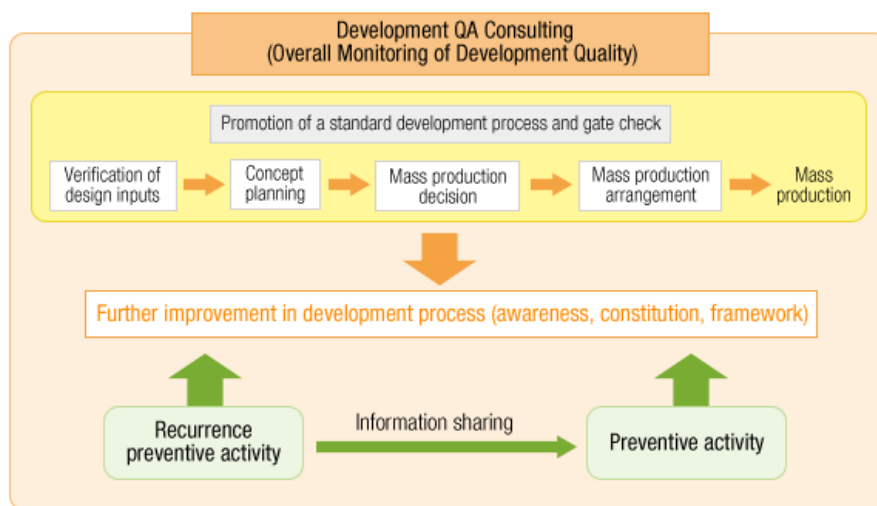 Development QA Consulting
(Overall Monitoring of Development Quality)
Promotion of a standard development process and gate check
Verification of
design inputs
Concept
planning
Mass production
decision
Mass production
arrangement
Mass
production
Further improvement in development process (awareness, constitution, framework)
Recurrence
preventive activity
Information sharing
Preventive activity